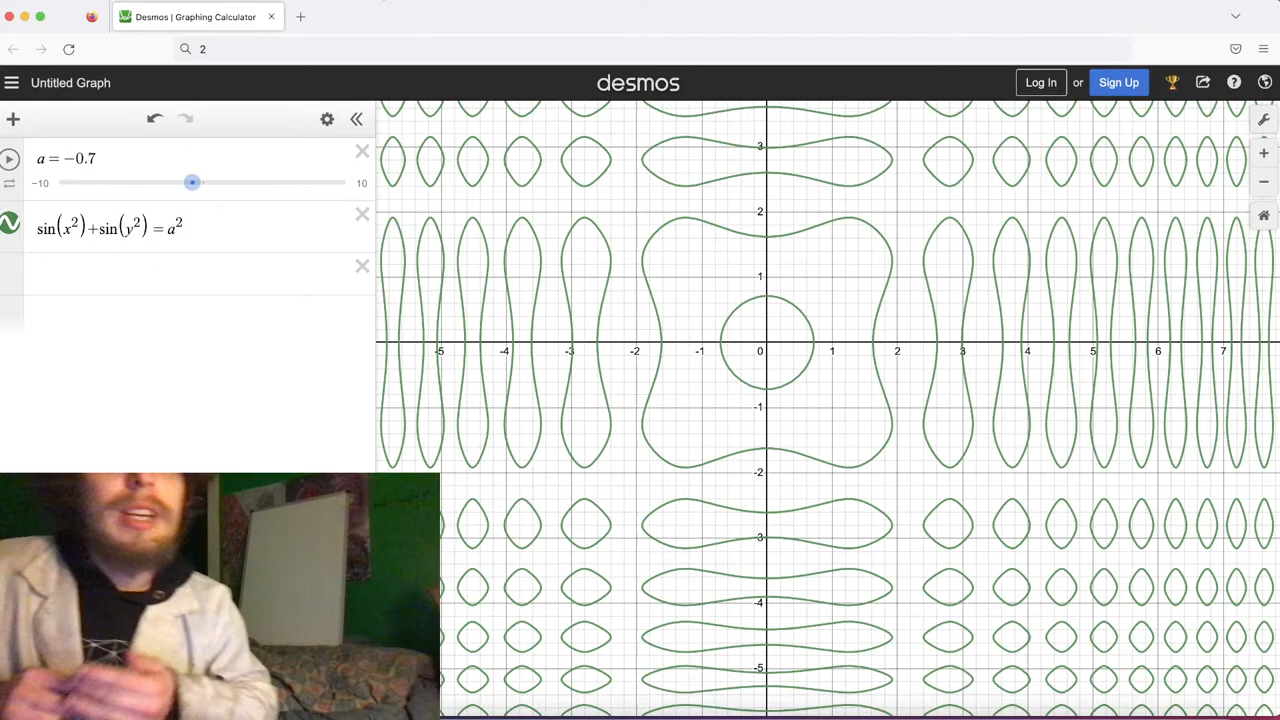 Desmos | Graphing Calculator
2
Untitled Graph
desmos
Log In or Sign Up
a = −0.7
−10 10
sin(x²)+sin(y²) = a²
3
2
1
-5 -4 -3 -2 -1 0 1 2 3 4 5 6 7
-1
-2
-3
-4
-5